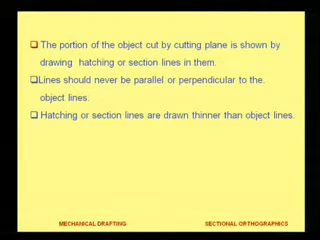 The portion of the object cut by cutting plane is shown by
drawing hatching or section lines in them.
Lines should never be parallel or perpendicular to the.
object lines.
Hatching or section lines are drawn thinner than object lines.
MECHANICAL DRAFTING
SECTIONAL ORTHOGRAPHICS